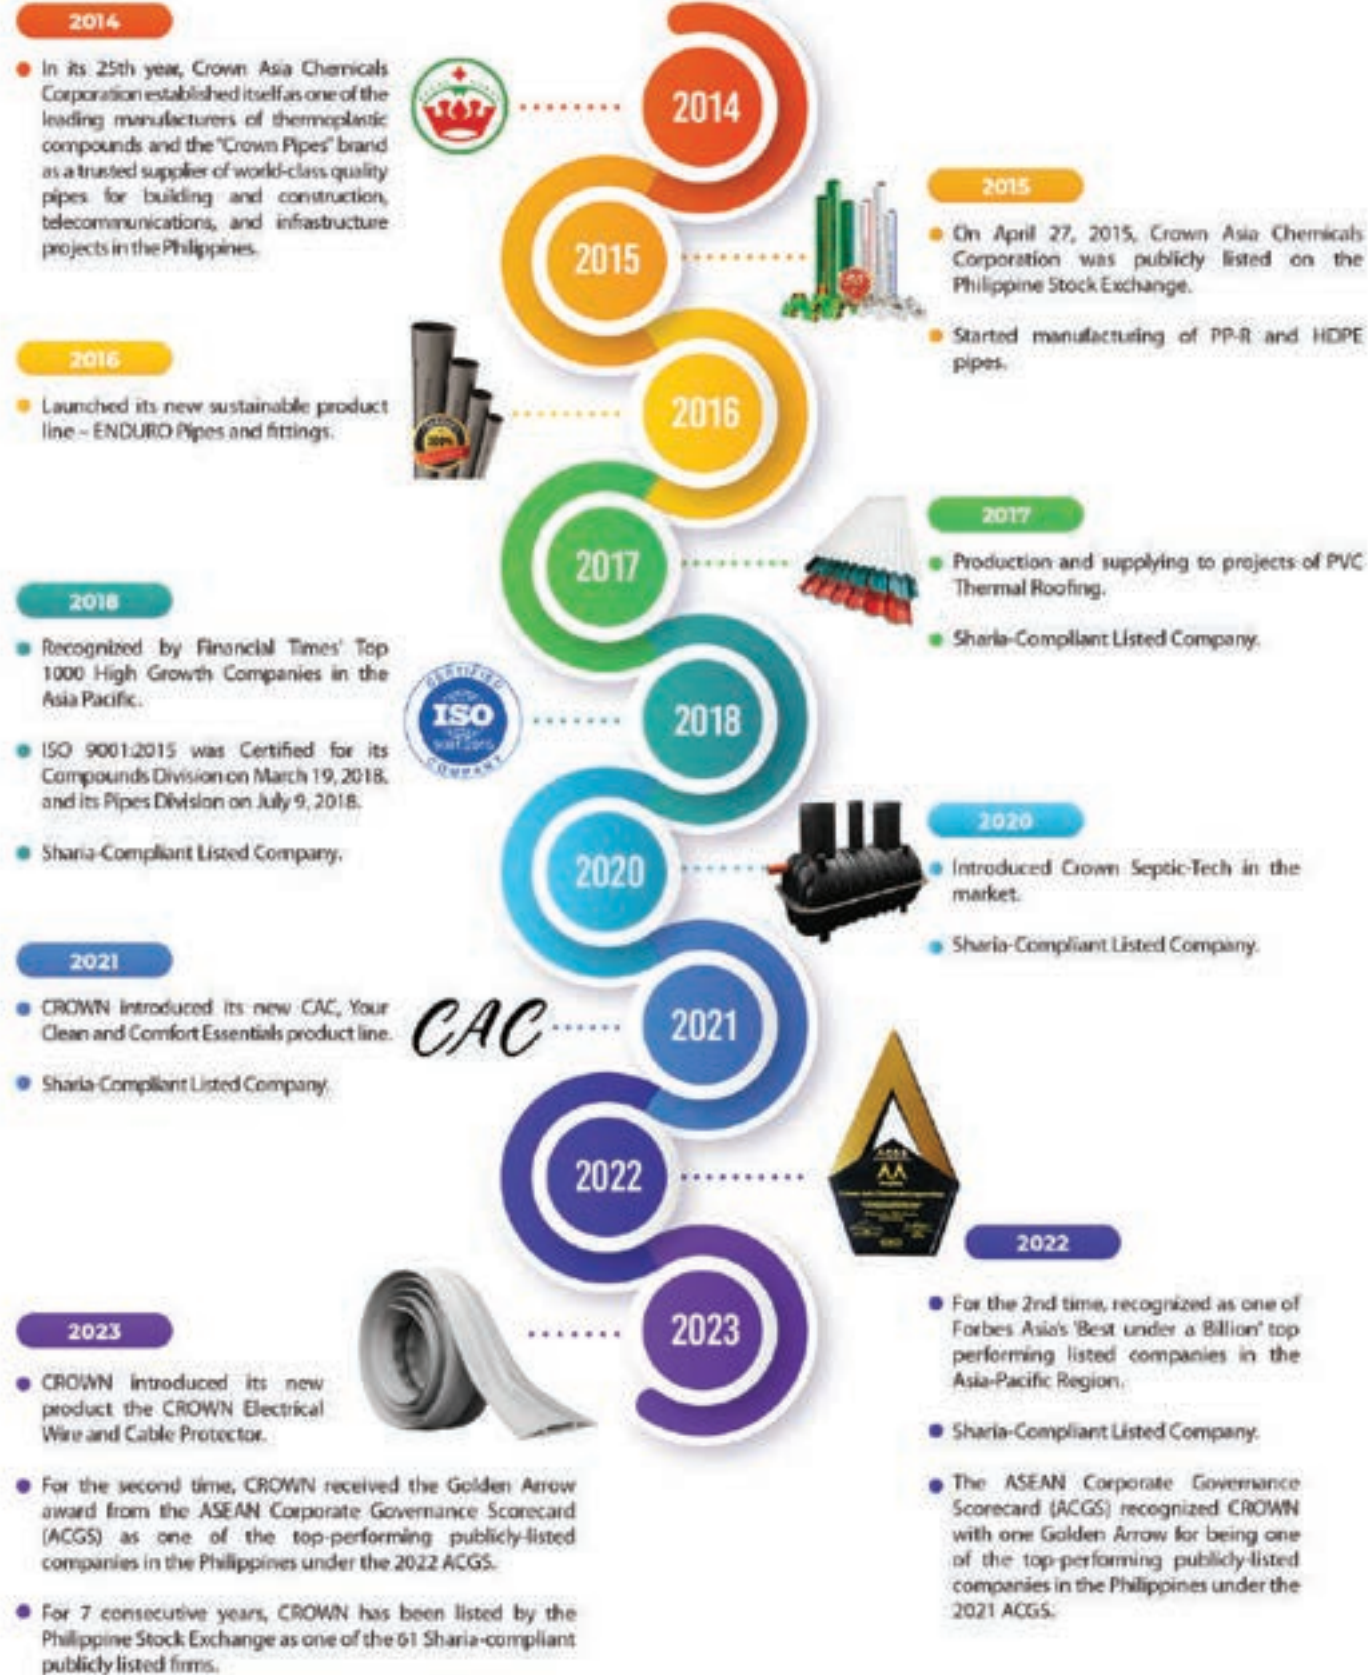 2014
In its 25th year, Crown Asia Chemicals
Corporation established itself as one of the
leading manufacturers of thermoplastic
compounds and the "Crown Pipes" brand
as a trusted supplier of world-class quality
pipes for building and construction,
telecommunications, and infrastructure
projects in the Philippines.
2014
2015
2015
On April 27, 2015, Crown Asia Chemicals
Corporation was publicly listed on the
Philippine Stock Exchange.
Started manufacturing of PP-R and HDPE
pipes.
2016
Launched its new sustainable product
line – ENDURO Pipes and fittings.
100%
2016
2017
2017
Production and supplying to projects of PVC
Thermal Roofing.
Sharia-Compliant Listed Company.
2018
Recognized by Financial Times' Top
1000 High Growth Companies in the
Asia Pacific.
ISO 9001:2015 was Certified for its
Compounds Division on March 19, 2018,
and its Pipes Division on July 9, 2018.
Sharia-Compliant Listed Company.
CERTIFIED
ISO
9001:2015
COMPANY
2018
2020
2020
Introduced Crown Septic-Tech in the
market.
Sharia-Compliant Listed Company.
2021
CROWN introduced its new CAC, Your
Clean and Comfort Essentials product line.
Sharia-Compliant Listed Company.
CAC
2021
2022
2022
For the 2nd time, recognized as one of
Forbes Asia's 'Best under a Billion' top
performing listed companies in the
Asia-Pacific Region.
Sharia-Compliant Listed Company.
The ASEAN Corporate Governance
Scorecard (ACGS) recognized CROWN
with one Golden Arrow for being one
of the top-performing publicly-listed
companies in the Philippines under the
2021 ACGS.
2023
2023
CROWN introduced its new
product the CROWN Electrical
Wire and Cable Protector.
For the second time, CROWN received the Golden Arrow
award from the ASEAN Corporate Governance Scorecard
(ACGS) as one of the top-performing publicly-listed
companies in the Philippines under the 2022 ACGS.
For 7 consecutive years, CROWN has been listed by the
Philippine Stock Exchange as one of the 61 Sharia-compliant
publicly listed firms.